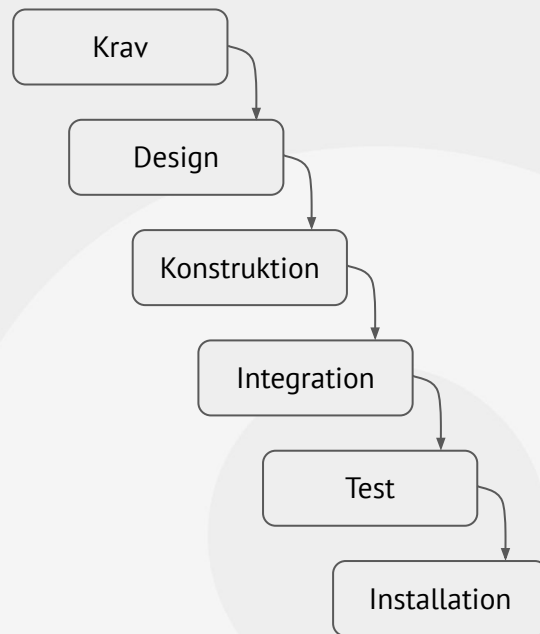 Krav
Design
Konstruktion
Integration
Test
Installation